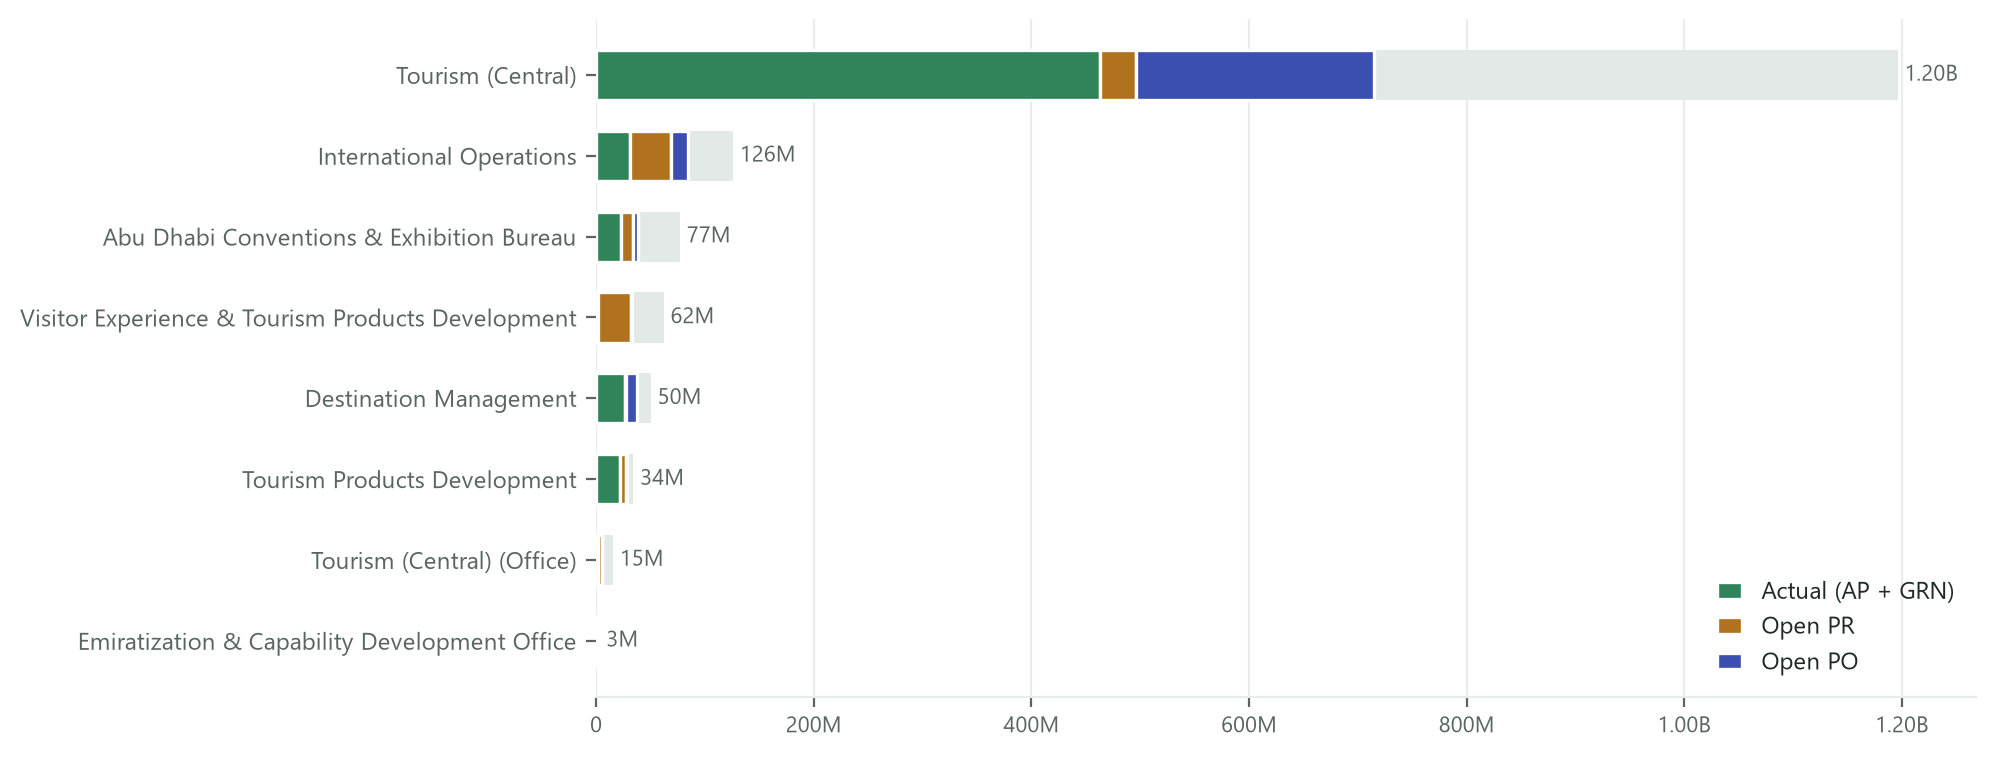 Tourism (Central)
1.20B
International Operations
126M
Abu Dhabi Conventions & Exhibition Bureau
77M
Visitor Experience & Tourism Products Development
62M
Destination Management
50M
Tourism Products Development
34M
Tourism (Central) (Office)
15M
Emiratization & Capability Development Office
3M
Actual (AP + GRN)
Open PR
Open PO
0 200M 400M 600M 800M 1.00B 1.20B